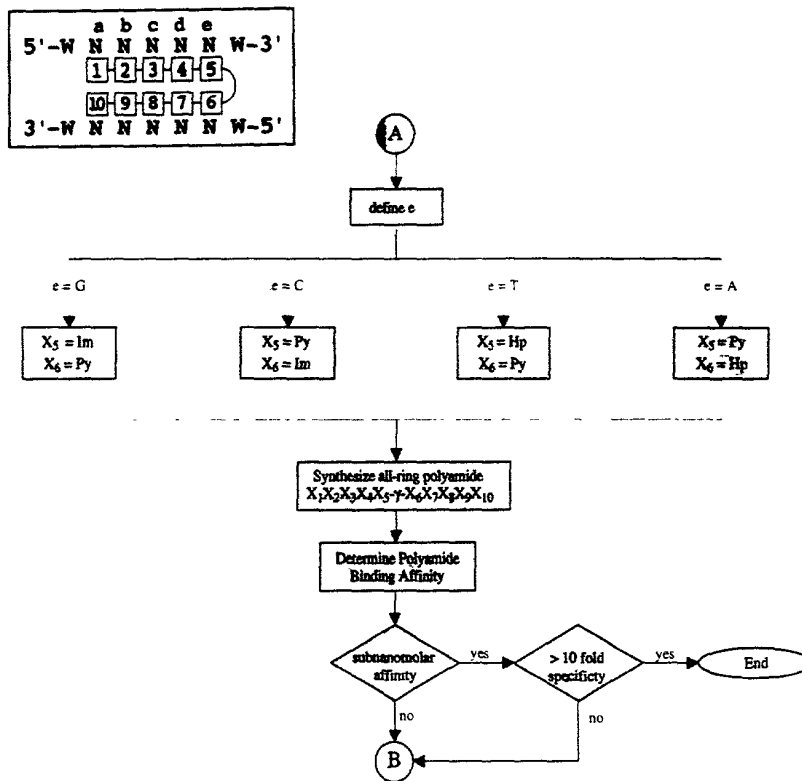 a b c d e
5'-W N N N N N W-3'
1 2 3 4 5
10 9 8 7 6
3'-W N N N N N W-5'
A
define e
e = G
e = C
e = T
e = A
X5 = Im
X6 = Py
X5 = Py
X6 = Im
X5 = Hp
X6 = Py
X5 = Py
X6 = Hp
Synthesize all-ring polyamide
X1X2X3X4X5-γ-X6X7X8X9X10
Determine Polyamide
Binding Affinity
subnanomolar
affinity
yes
> 10 fold
specificty
yes
End
no
no
B